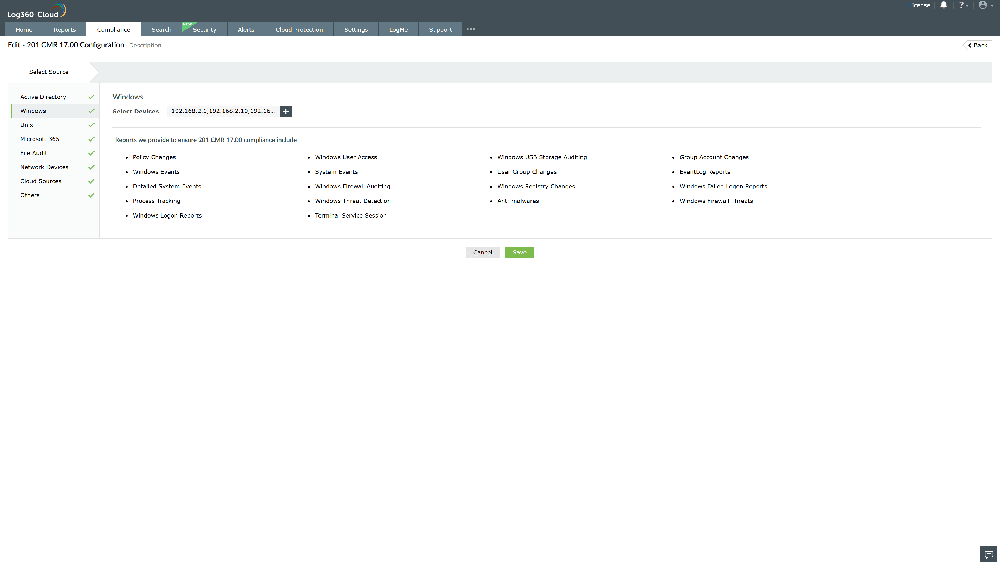 License
Log360 Cloud
Home Reports Compliance Search NEW Security Alerts Cloud Protection Settings LogMe Support
Edit - 201 CMR 17.00 Configuration Description
Back
Select Source
Active Directory
Windows
Unix
Microsoft 365
File Audit
Network Devices
Cloud Sources
Others
Windows
Select Devices 192.168.2.1,192.168.2.10,192.16...
Reports we provide to ensure 201 CMR 17.00 compliance include
Policy Changes Windows User Access Windows USB Storage Auditing Group Account Changes
Windows Events System Events User Group Changes EventLog Reports
Detailed System Events Windows Firewall Auditing Windows Registry Changes Windows Failed Logon Reports
Process Tracking Windows Threat Detection Anti-malwares Windows Firewall Threats
Windows Logon Reports Terminal Service Session
Cancel Save